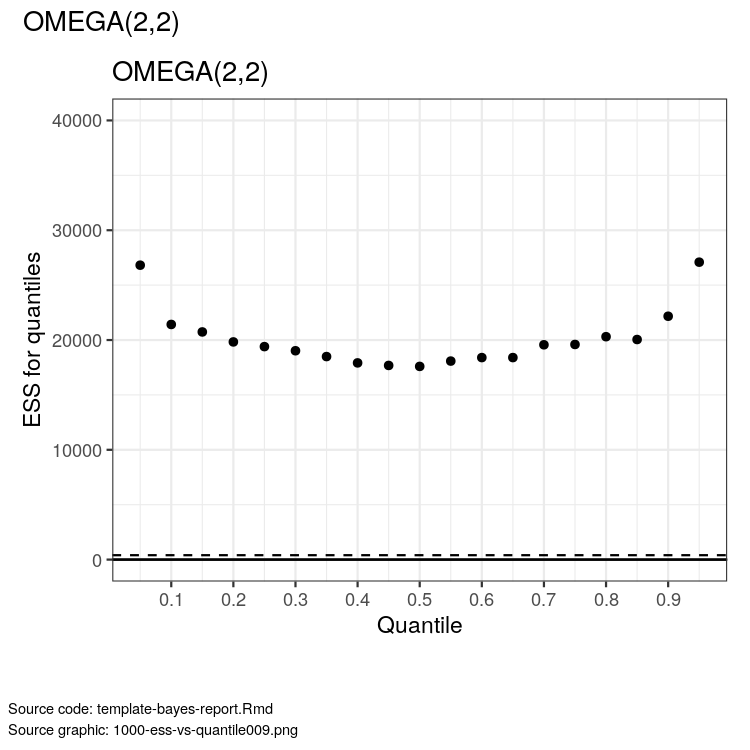 OMEGA(2,2)
OMEGA(2,2)
ESS for quantiles
40000
30000
20000
10000
0
0.1 0.2 0.3 0.4 0.5 0.6 0.7 0.8 0.9
Quantile
Source code: template-bayes-report.Rmd
Source graphic: 1000-ess-vs-quantile009.png